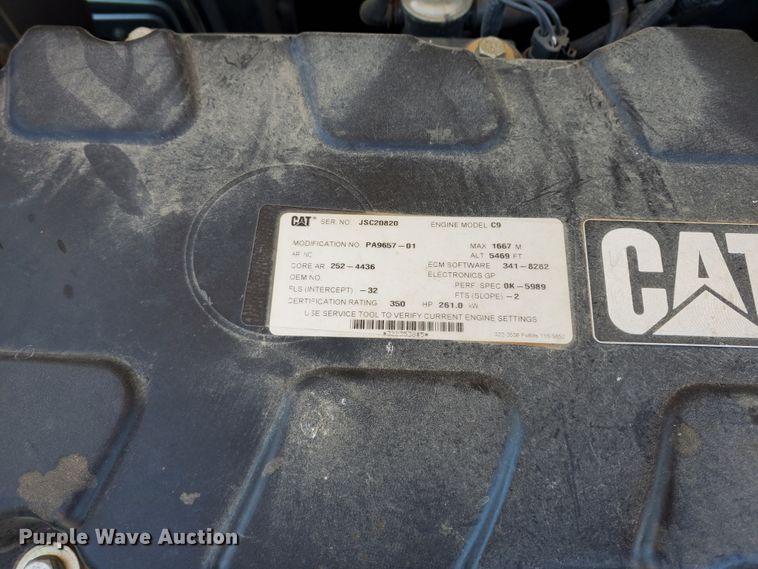 CAT SER. NO. JSC20820 ENGINE MODEL C9
MODIFICATION NO. PA9657-01 MAX 1667 M
AR NO. ALT 5469 FT
CORE AR 252-4436 ECM SOFTWARE 341-8282
OEM NO. ELECTRONICS GP
FLS (INTERCEPT) -32 PERF. SPEC 0K-5989
FTS (SLOPE) -2
CERTIFICATION RATING 350 HP 261.0 kW
USE SERVICE TOOL TO VERIFY CURRENT ENGINE SETTINGS
CAT
Purple Wave Auction